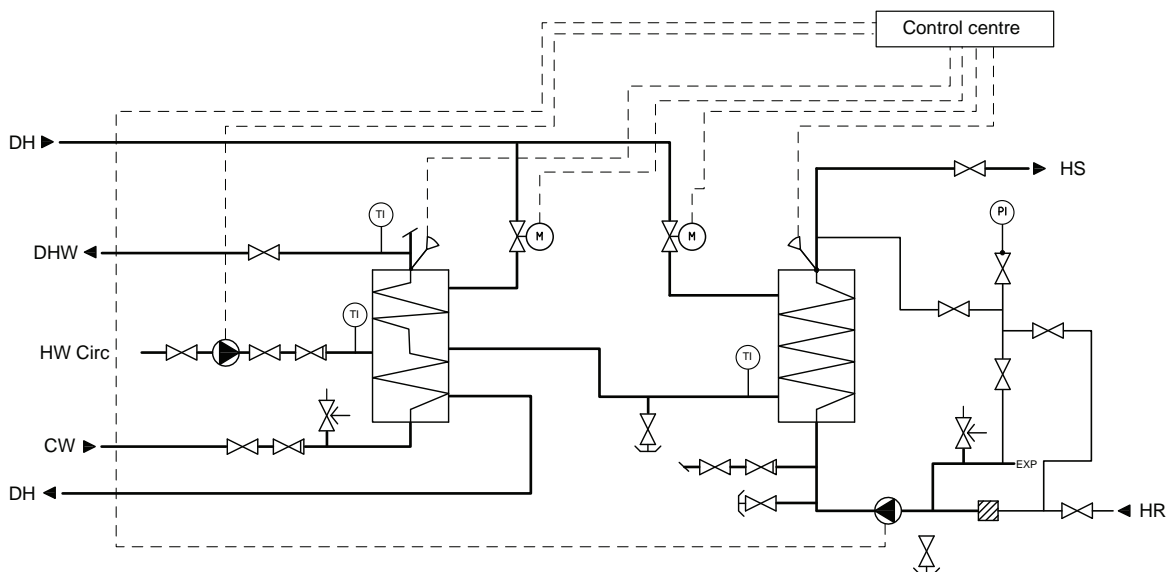 Control centre
DH
HS
TI
PI
M
M
DHW
TI
HW Circ
TI
CW
EXP
DH
HR